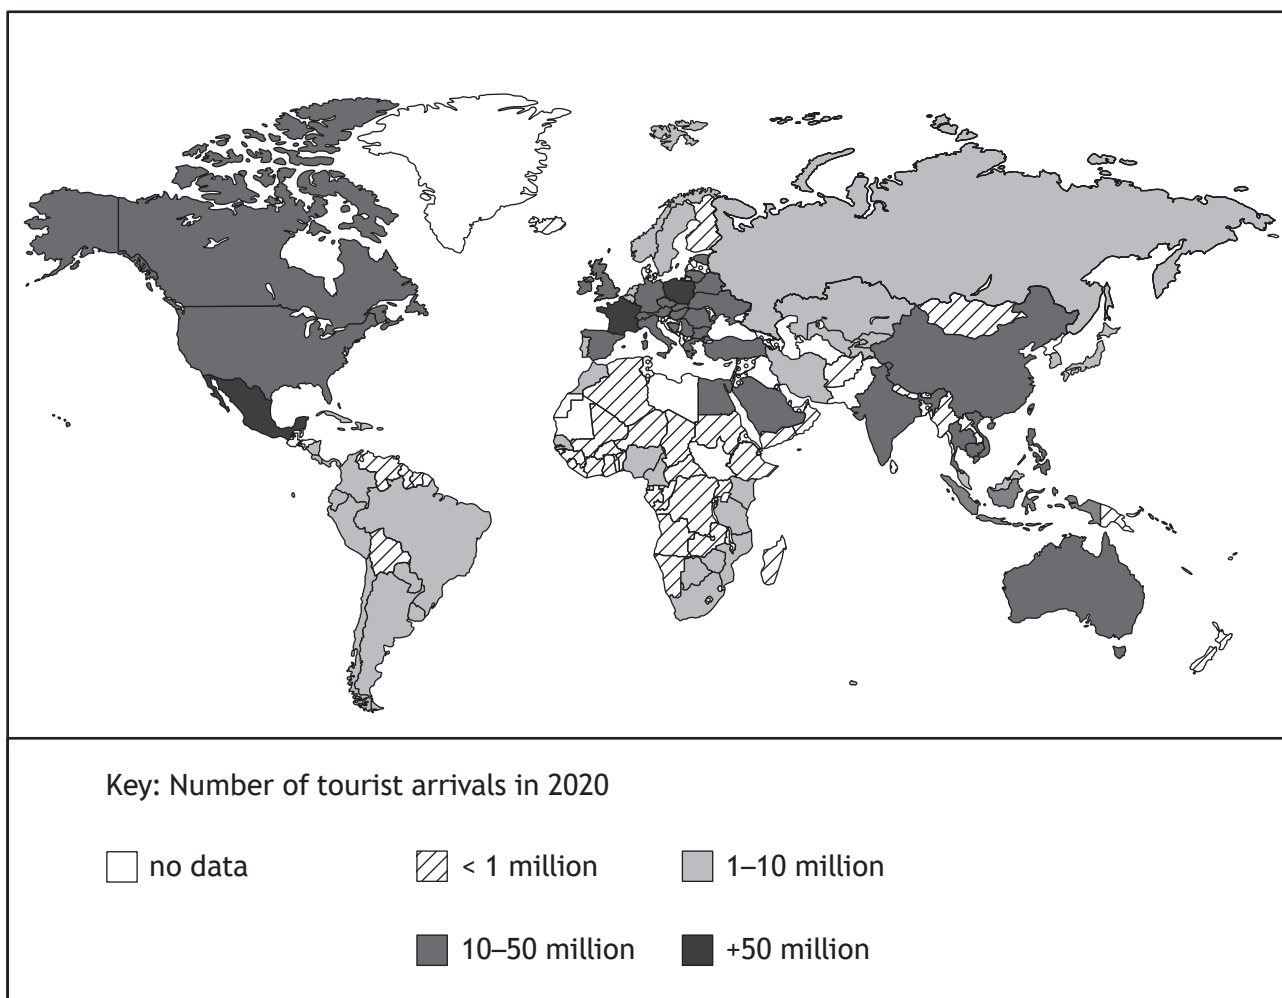 Key: Number of tourist arrivals in 2020
no data
< 1 million
1–10 million
10–50 million
+50 million